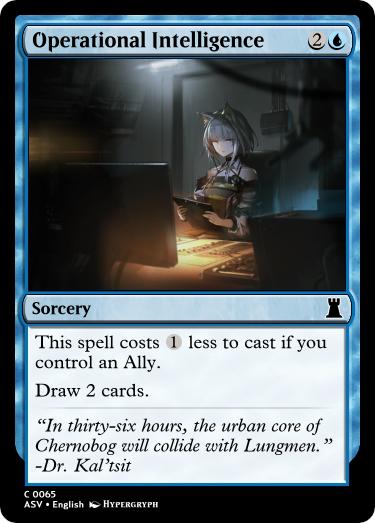 Operational Intelligence 2
Sorcery
This spell costs 1 less to cast if you
control an Ally.
Draw 2 cards.
“In thirty-six hours, the urban core of
Chernobog will collide with Lungmen.”
-Dr. Kal'tsit
C 0065
ASV • English HYPERGRYPH